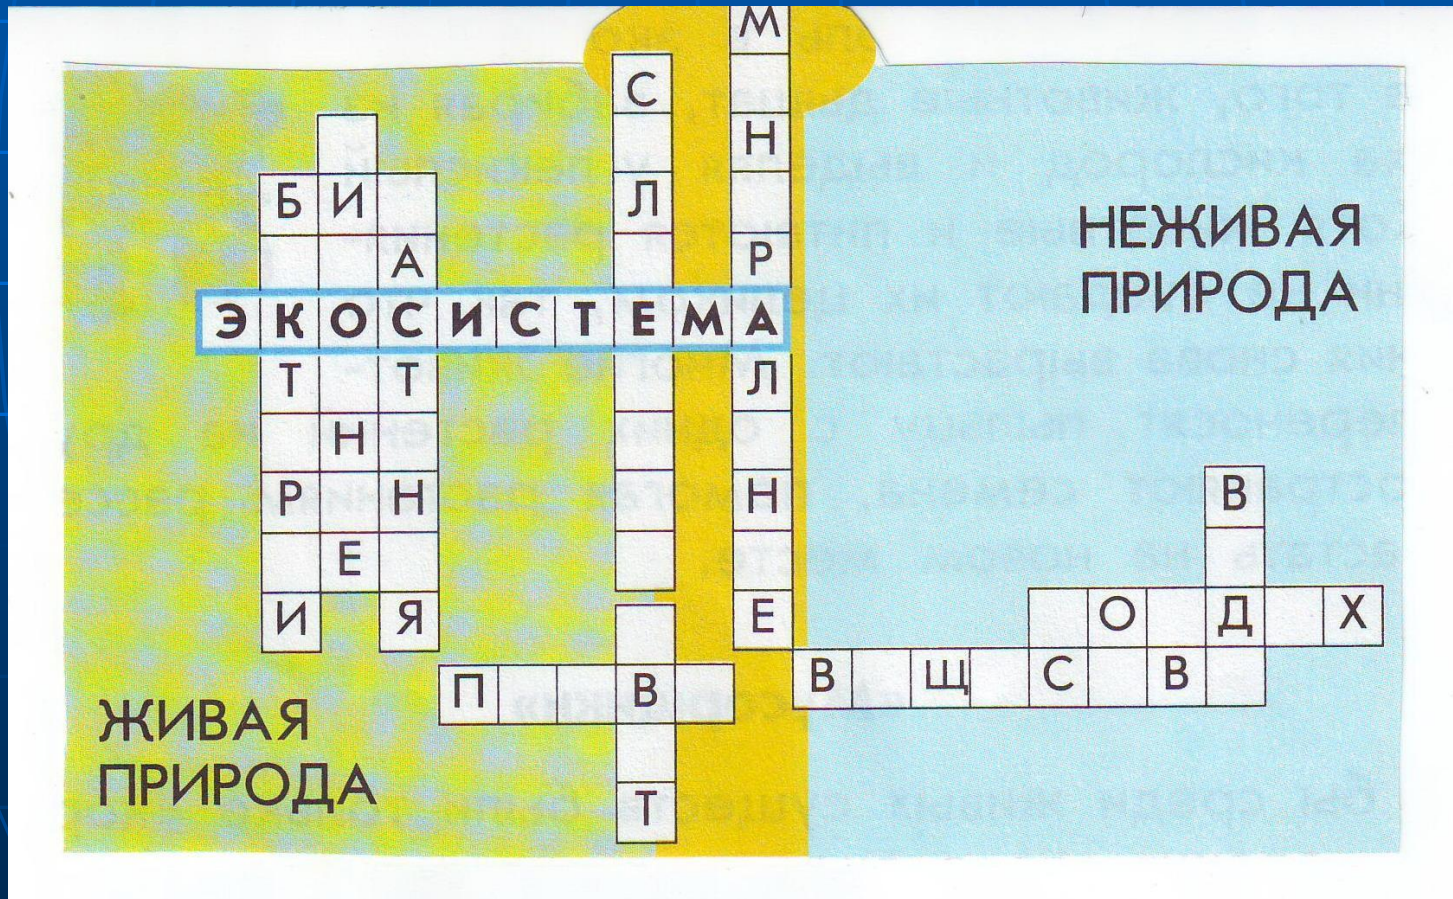 М
С
Н
Б И Л
А Р
НЕЖИВАЯ
ПРИРОДА
ЭКОСИСТЕМА
Т Т Л
Н
Р Н Н В
Е
И Я Е О Д Х
П В В Щ С В
ЖИВАЯ
ПРИРОДА
Т